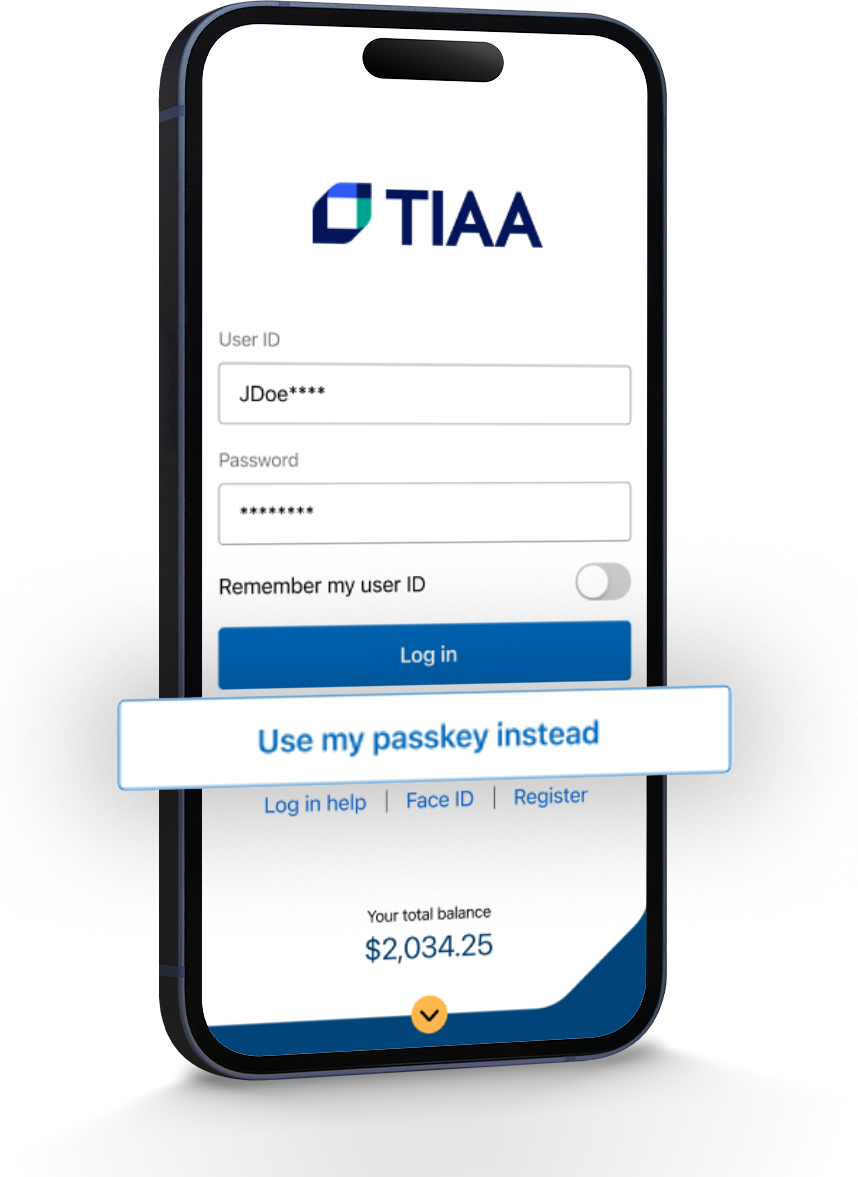 TIAA
User ID
JDoe****
Password
********
Remember my user ID
Log in
Use my passkey instead
Log in help | Face ID | Register
Your total balance
$2,034.25